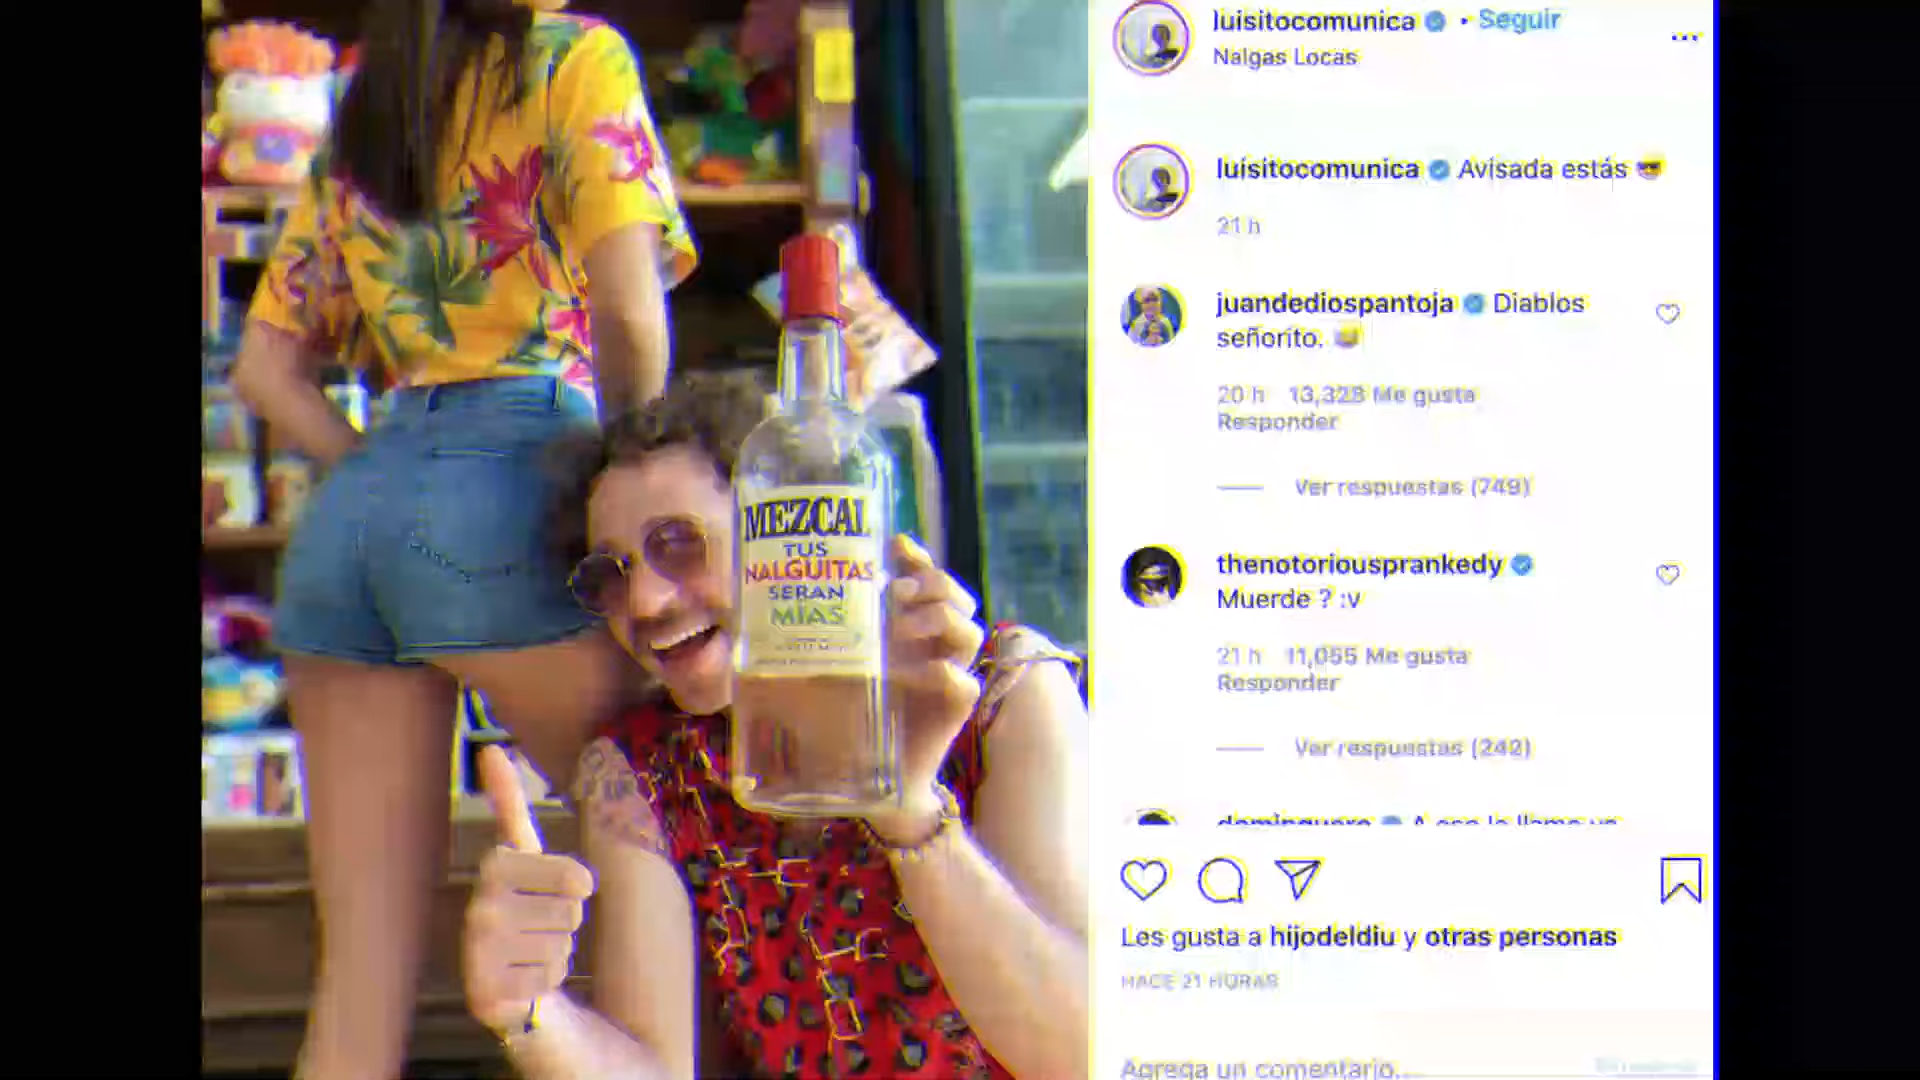 MEZCAL
TUS
NALGUITAS
SERAN
MÍAS
luisitocomunica • Seguir
Nalgas Locas
luisitocomunica Avisada estás 😎
21 h
juandediospantoja Diablos
señorito.
20 h 13,328 Me gusta
Responder
Ver respuestas (749)
thenotoriousprankedy
Muerde ? :v
21 h 11,055 Me gusta
Responder
Ver respuestas (242)
Les gusta a hijodeldiu y otras personas
HACE 21 HORAS
Agrega un comentario...